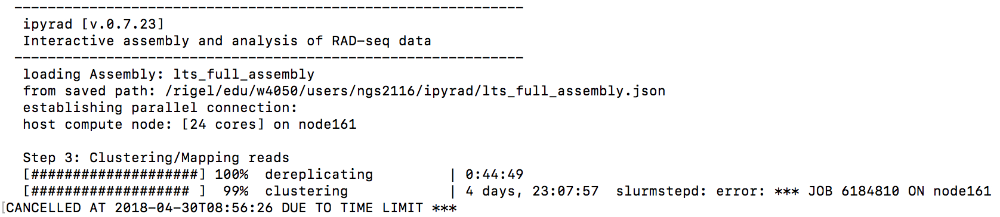 -------------------------------------------------------------
ipyrad [v.0.7.23]
Interactive assembly and analysis of RAD-seq data
-------------------------------------------------------------
loading Assembly: lts_full_assembly
from saved path: /rigel/edu/w4050/users/ngs2116/ipyrad/lts_full_assembly.json
establishing parallel connection:
host compute node: [24 cores] on node161
Step 3: Clustering/Mapping reads
[####################] 100%  dereplicating         | 0:44:49
[################### ]  99%  clustering            | 4 days, 23:07:57  slurmstepd: error: *** JOB 6184810 ON node161
[CANCELLED AT 2018-04-30T08:56:26 DUE TO TIME LIMIT ***